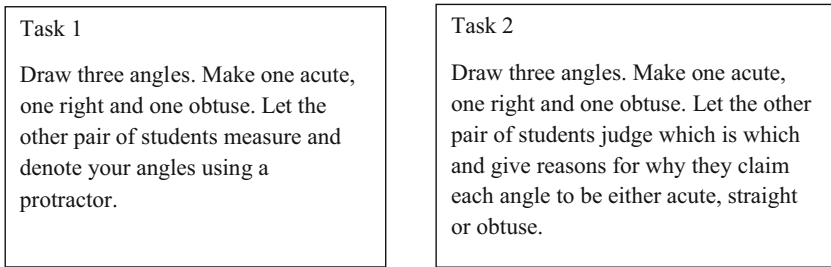 Task 1
Draw three angles. Make one acute,
one right and one obtuse. Let the
other pair of students measure and
denote your angles using a
protractor.
Task 2
Draw three angles. Make one acute,
one right and one obtuse. Let the other
pair of students judge which is which
and give reasons for why they claim
each angle to be either acute, straight
or obtuse.